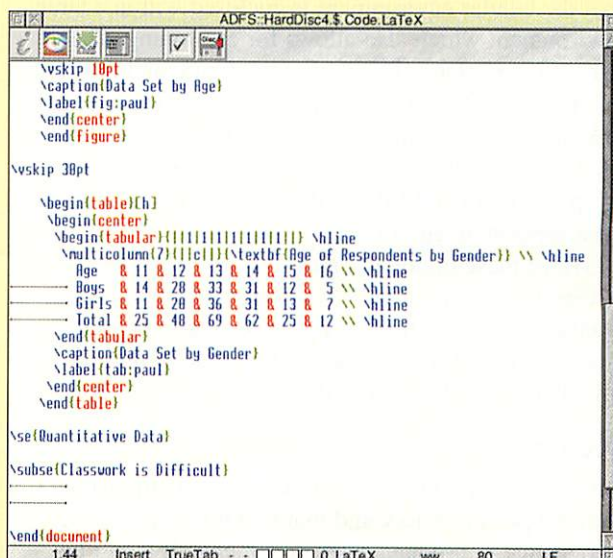 ADFS::HardDisc4.$.Code.LaTeX
\vskip 10pt
\caption{Data Set by Age}
\label{fig:paul}
\end{center}
\end{figure}
\vskip 30pt
\begin{table}[h]
\begin{center}
\begin{tabular}{||l|l|l|l|l|l|l||} \hline
\multicolumn{7}{||c||}{\textbf{Age of Respondents by Gender}} \\ \hline
Age & 11 & 12 & 13 & 14 & 15 & 16 \\ \hline
Boys & 14 & 28 & 33 & 31 & 12 & 5 \\ \hline
Girls & 11 & 20 & 36 & 31 & 13 & 7 \\ \hline
Total & 25 & 48 & 69 & 62 & 25 & 12 \\ \hline
\end{tabular}
\caption{Data Set by Gender}
\label{tab:paul}
\end{center}
\end{table}
\se{Quantitative Data}
\subse{Classwork is Difficult}
\end{document}
1,44 Insert TrueTab - - 0 LaTeX ww 80 LF